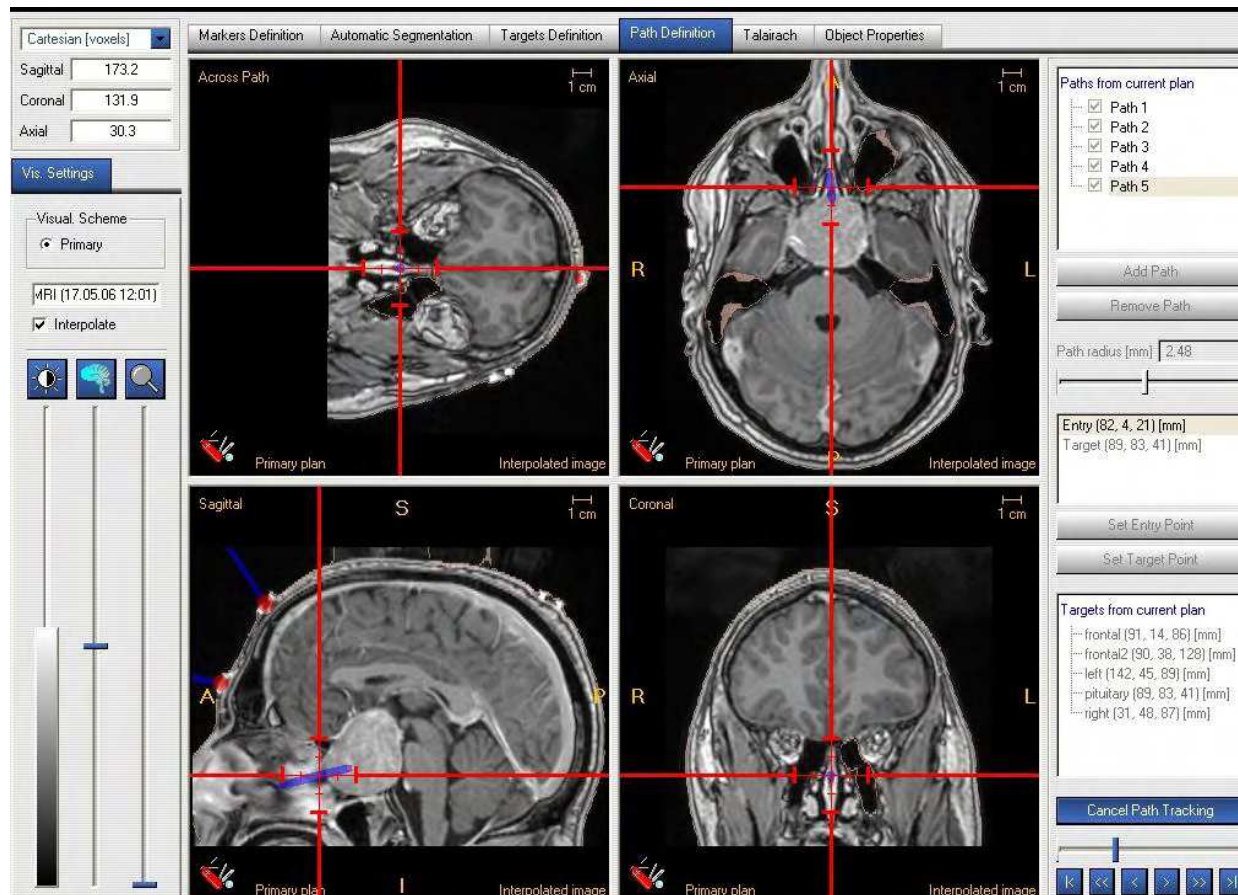 Cartesian [voxels]
Sagittal 173.2
Coronal 131.9
Axial 30.3
Vis. Settings
Visual. Scheme
Primary
MRI (17.05.06 12:01)
Interpolate
Markers Definition
Automatic Segmentation
Targets Definition
Path Definition
Talairach
Object Properties
Across Path
1 cm
Primary plan
Interpolated image
Axial
1 cm
A
R
L
P
Primary plan
Interpolated image
Sagittal
S
1 cm
A
P
Primary plan
I
Interpolated image
Coronal
S
1 cm
R
L
Primary plan
Interpolated image
Paths from current plan
Path 1
Path 2
Path 3
Path 4
Path 5
Add Path
Remove Path
Path radius [mm] 2.48
Entry (82, 4, 21) [mm]
Target (89, 83, 41) [mm]
Set Entry Point
Set Target Point
Targets from current plan
frontal (91, 14, 86) [mm]
frontal2 (90, 38, 128) [mm]
left (142, 45, 89) [mm]
pituitary (89, 83, 41) [mm]
right (31, 48, 87) [mm]
Cancel Path Tracking